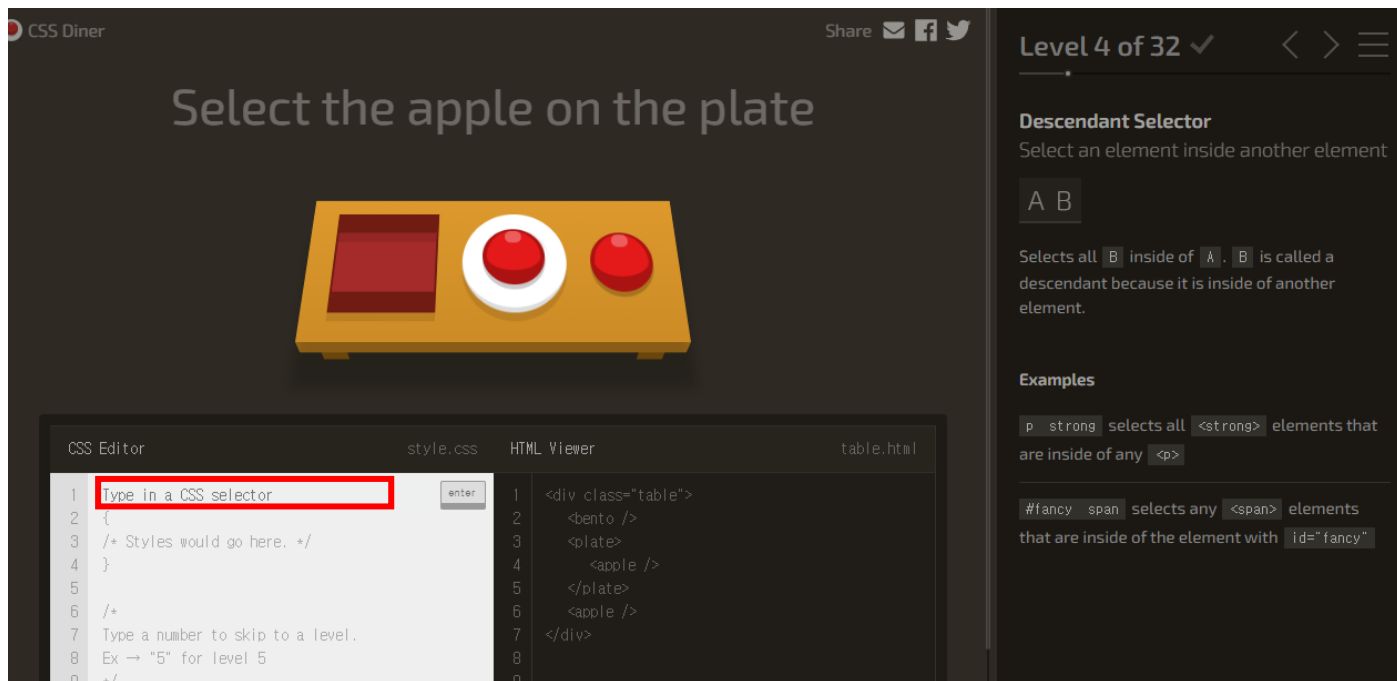 CSS Diner
Share
Select the apple on the plate
CSS Editor style.css
1 Type in a CSS selector enter
2 {
3 /* Styles would go here. */
4 }
5
6 /*
7 Type a number to skip to a level.
8 Ex → "5" for level 5
9 */
HTML Viewer table.html
1 <div class="table">
2 <bento />
3 <plate>
4 <apple />
5 </plate>
6 <apple />
7 </div>
8
9
Level 4 of 32 ✓
Descendant Selector
Select an element inside another element
A B
Selects all B inside of A . B is called a
descendant because it is inside of another
element.
Examples
p strong selects all <strong> elements that
are inside of any <p>
#fancy span selects any <span> elements
that are inside of the element with id="fancy"